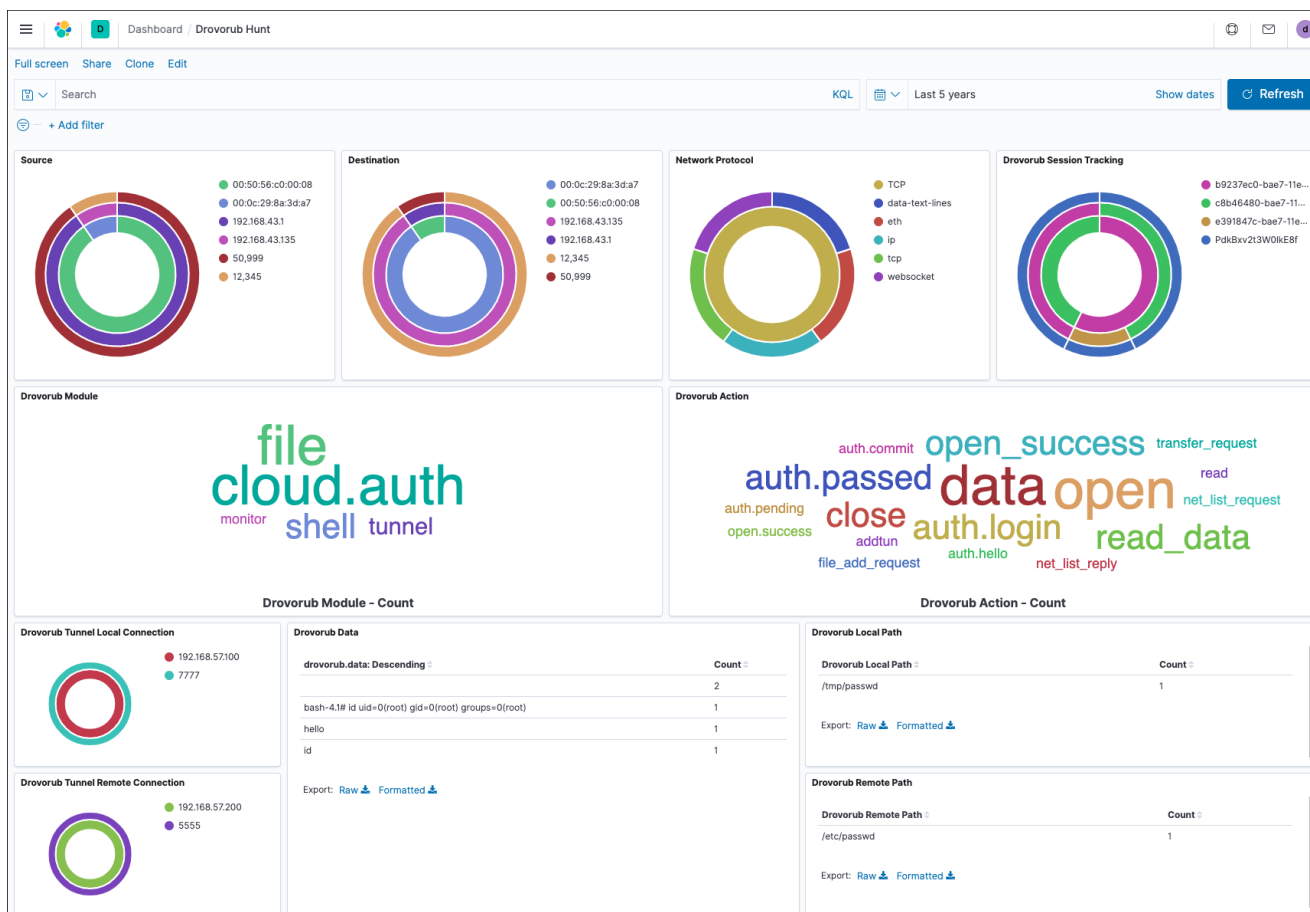 D Dashboard / Drovorub Hunt d
Full screen Share Clone Edit
Search KQL Last 5 years Show dates Refresh
+ Add filter
Source
00:50:56:c0:00:08
00:0c:29:8a:3d:a7
192.168.43.1
192.168.43.135
50,999
12,345
Destination
00:0c:29:8a:3d:a7
00:50:56:c0:00:08
192.168.43.135
192.168.43.1
12,345
50,999
Network Protocol
TCP
data-text-lines
eth
ip
tcp
websocket
Drovorub Session Tracking
b9237ec0-bae7-11e...
c8b46480-bae7-11...
e391847c-bae7-11e...
PdkBxv2t3W0lkE8f
Drovorub Module
file
cloud.auth
monitor shell tunnel
Drovorub Module - Count
Drovorub Action
auth.commit open_success transfer_request
auth.passed data open read
auth.pending close auth.login net_list_request
open.success addtun auth.hello read_data
file_add_request net_list_reply
Drovorub Action - Count
Drovorub Tunnel Local Connection
192.168.57.100
7777
Drovorub Tunnel Remote Connection
192.168.57.200
5555
Drovorub Data
drovorub.data: Descending Count
2
bash-4.1# id uid=0(root) gid=0(root) groups=0(root) 1
hello 1
id 1
Export: Raw Formatted
Drovorub Local Path
Drovorub Local Path Count
/tmp/passwd 1
Export: Raw Formatted
Drovorub Remote Path
Drovorub Remote Path Count
/etc/passwd 1
Export: Raw Formatted